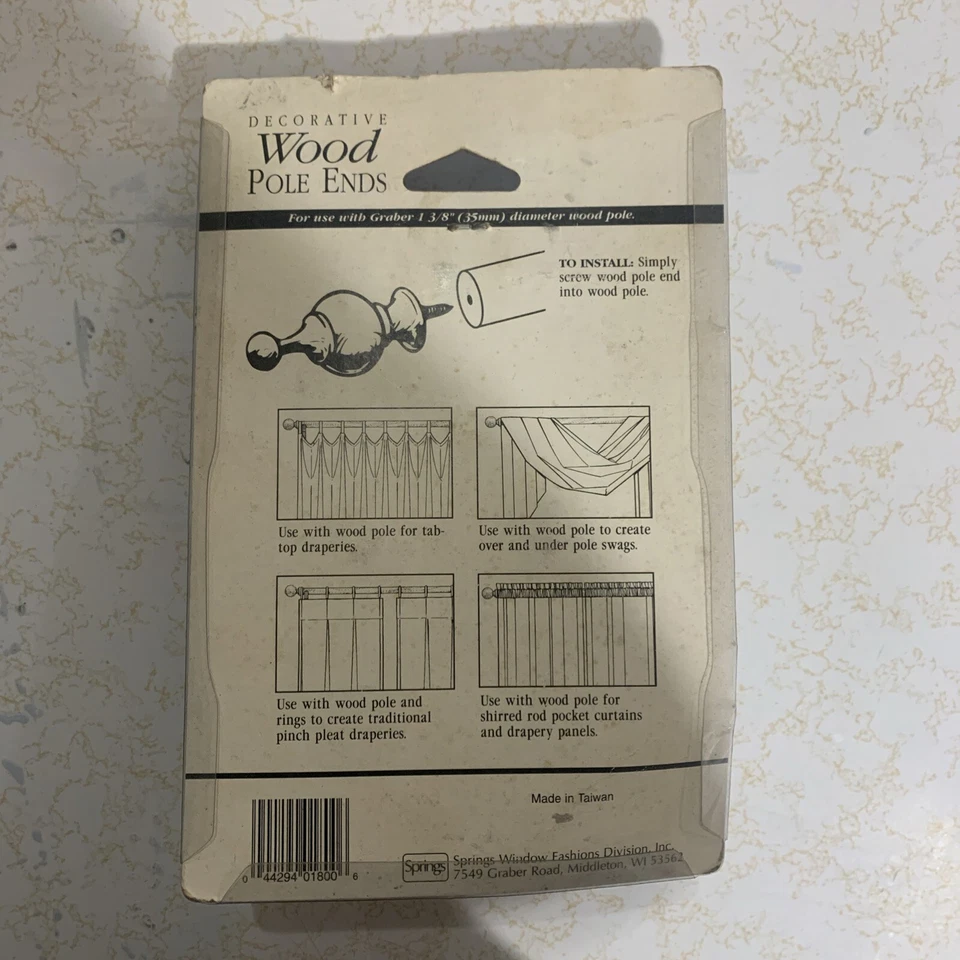 DECORATIVE
Wood
POLE ENDS
For use with Graber 1 3/8" (35mm) diameter wood pole.
TO INSTALL: Simply
screw wood pole end
into wood pole.
Use with wood pole for tab-
top draperies.
Use with wood pole to create
over and under pole swags.
Use with wood pole and
rings to create traditional
pinch pleat draperies.
Use with wood pole for
shirred rod pocket curtains
and drapery panels.
Made in Taiwan
0 44294 01800 6
Springs
Springs Window Fashions Division, Inc.
7549 Graber Road, Middleton, WI 53562